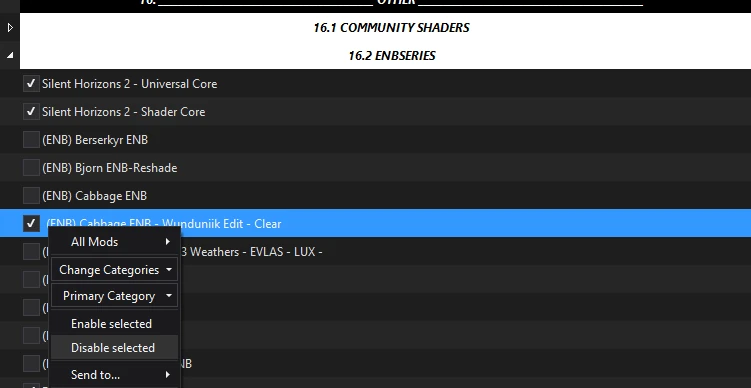 16. OTHER
16.1 COMMUNITY SHADERS
16.2 ENBSERIES
Silent Horizons 2 - Universal Core
Silent Horizons 2 - Shader Core
(ENB) Berserkyr ENB
(ENB) Bjorn ENB-Reshade
(ENB) Cabbage ENB
(ENB) Cabbage ENB - Wunduniik Edit - Clear
All Mods
3 Weathers - EVLAS - LUX -
Change Categories
Primary Category
Enable selected
Disable selected
NB
Send to...